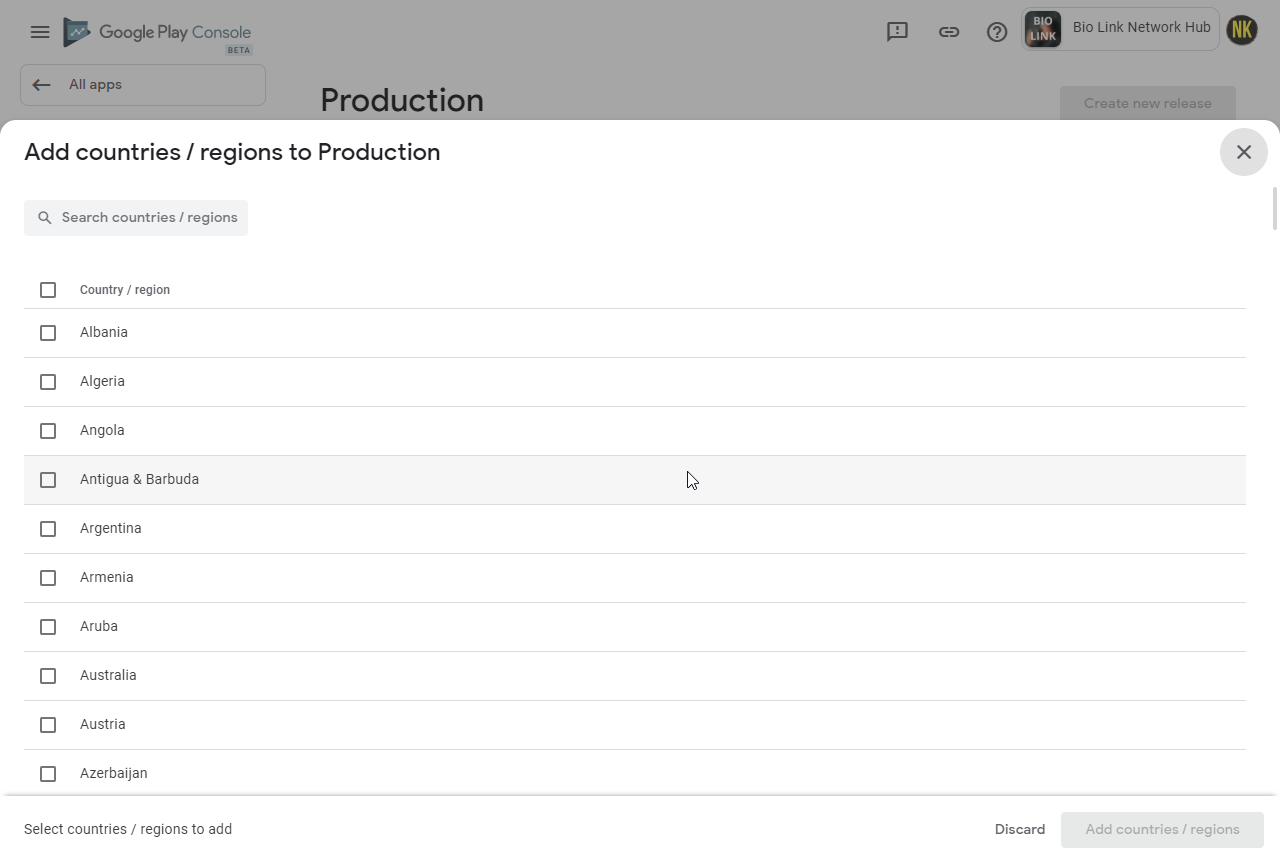 Google Play Console
BETA
BIO
LINK
Bio Link Network Hub
NK
All apps
Production
Create new release
Add countries / regions to Production
Search countries / regions
Country / region
Albania
Algeria
Angola
Antigua & Barbuda
Argentina
Armenia
Aruba
Australia
Austria
Azerbaijan
Select countries / regions to add
Discard
Add countries / regions